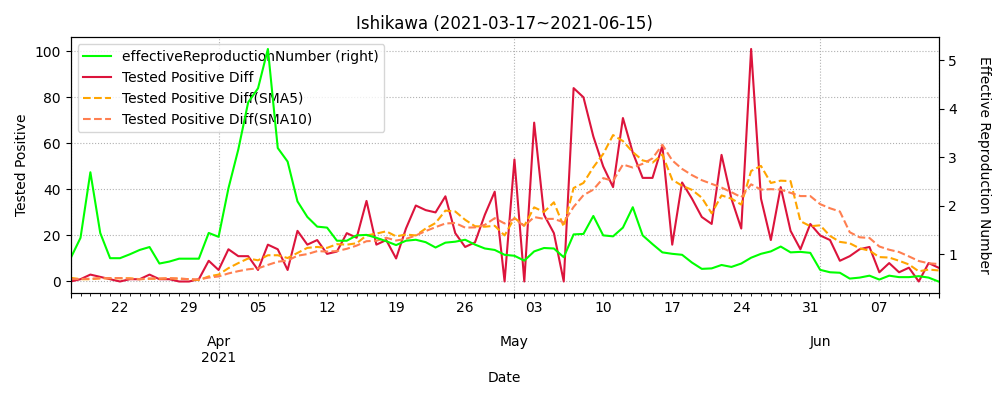 Ishikawa (2021-03-17~2021-06-15)
effectiveReproductionNumber (right)
Tested Positive Diff
Tested Positive Diff(SMA5)
Tested Positive Diff(SMA10)
Tested Positive
100
80
60
40
20
0
Effective Reproduction Number
5
4
3
2
1
22 29 05 12 19 26 03 10 17 24 31 07
Apr May Jun
2021
Date